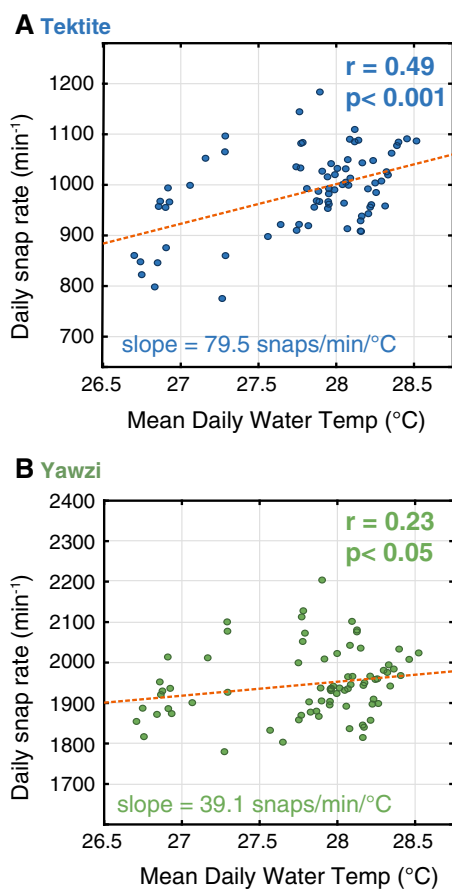 A Tektite
r = 0.49
p< 0.001
1200
1100
1000
900
800
700
Daily snap rate (min⁻¹)
slope = 79.5 snaps/min/°C
26.5 27 27.5 28 28.5
Mean Daily Water Temp (°C)
B Yawzi
2400
r = 0.23
p< 0.05
2300
2200
2100
2000
1900
1800
1700
Daily snap rate (min⁻¹)
slope = 39.1 snaps/min/°C
26.5 27 27.5 28 28.5
Mean Daily Water Temp (°C)